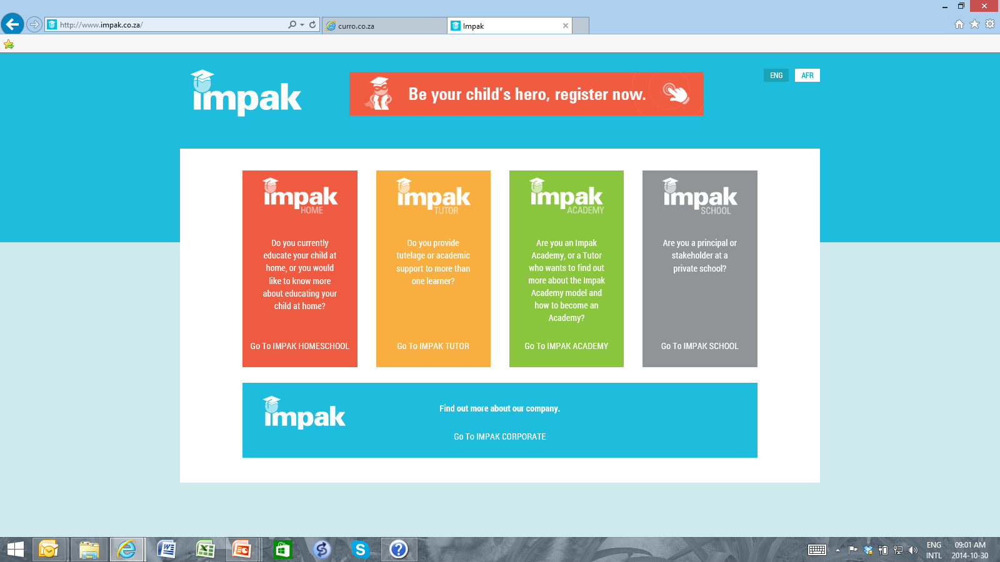 http://www.impak.co.za/
curro.co.za
Impak
impak
Be your child's hero, register now.
ENG
AFR
impak
HOME
Do you currently
educate your child at
home, or you would
like to know more
about educating your
child at home?
Go To IMPAK HOMESCHOOL
impak
TUTOR
Do you provide
tutelage or academic
support to more than
one learner?
Go To IMPAK TUTOR
impak
ACADEMY
Are you an Impak
Academy, or a Tutor
who wants to find out
more about the Impak
Academy model and
how to become an
Academy?
Go To IMPAK ACADEMY
impak
SCHOOL
Are you a principal or
stakeholder at a
private school?
Go To IMPAK SCHOOL
impak
Find out more about our company.
Go To IMPAK CORPORATE
ENG
INTL
09:01 AM
2014-10-30